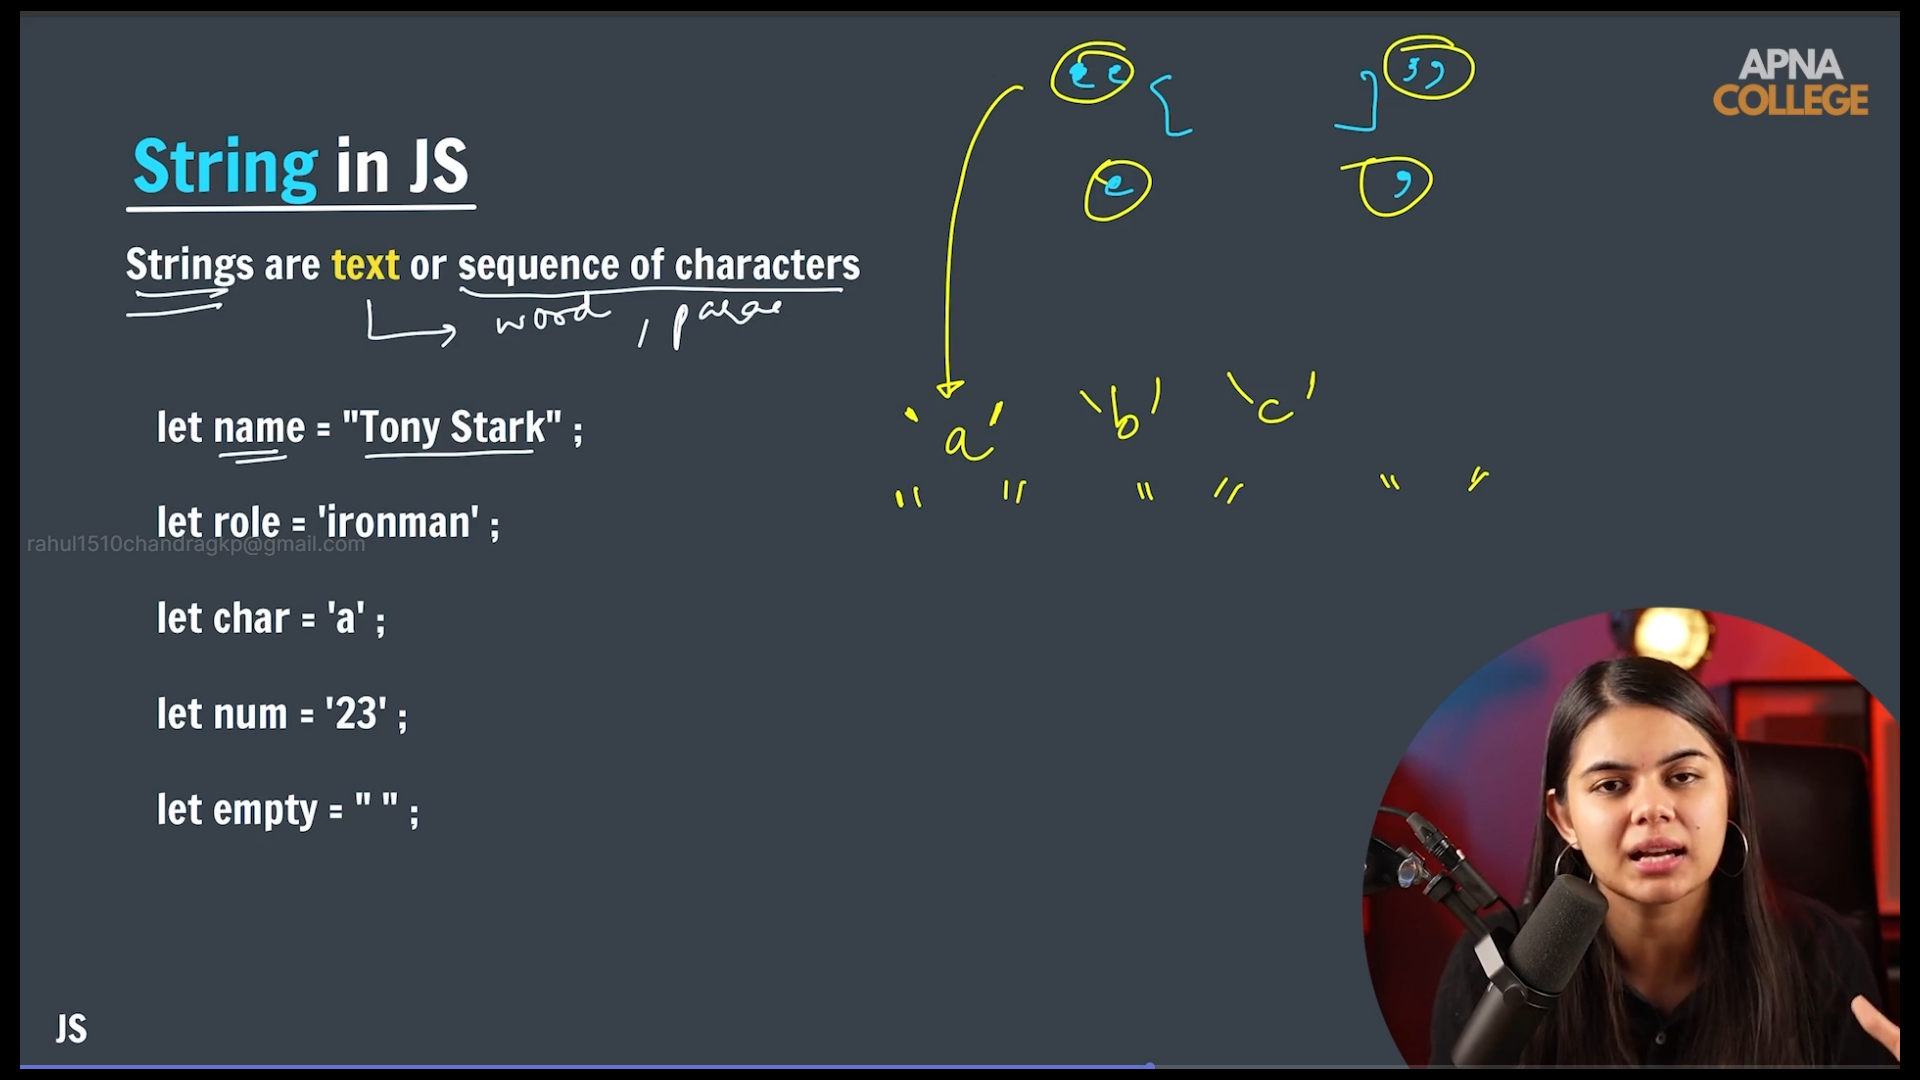 APNA
COLLEGE
String in JS
Strings are text or sequence of characters
word ,
let name = "Tony Stark" ;
'a' 'b' 'c'
" " " " " "
let role = 'ironman' ;
rahul1510chandragkp@gmail.com
let char = 'a' ;
let num = '23' ;
let empty = " " ;
JS